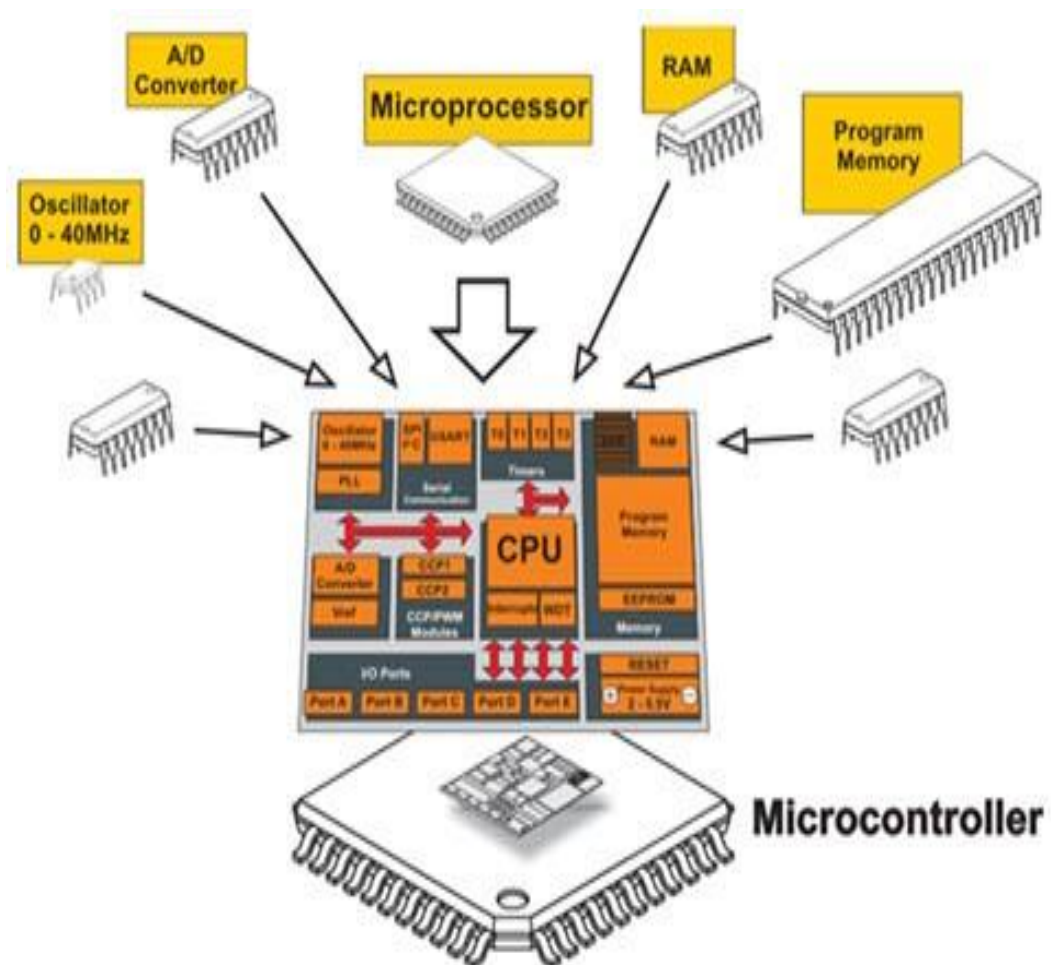 A/D
Converter
Microprocessor
RAM
Program
Memory
Oscillator
0 - 40MHz
Oscillator
0 - 40MHz
PLL
SPI
I²C
USART
Serial
Communication
T0 T1 T2 T3
Timers
RAM
Program
Memory
EEPROM
Memory
A/D
Converter
Vref
CCP1
CCP2
CCP/PWM
Modules
CPU
Interrupts
WDT
I/O Ports
Port A Port B Port C Port D Port E
RESET
Power Supply
2 - 5.5V
Microcontroller